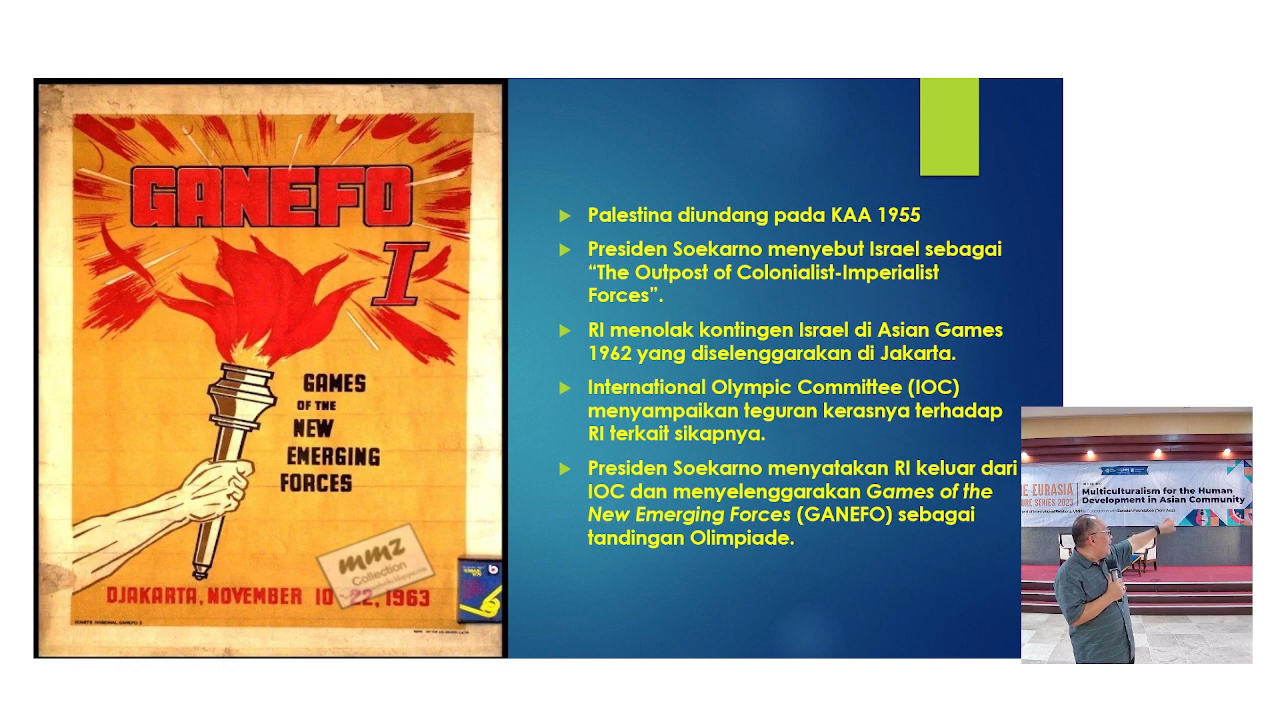 GANEFO
I
GAMES
OF THE
NEW
EMERGING
FORCES
mmz
Collection
DJAKARTA, NOVEMBER 10 - 22, 1963
Palestina diundang pada KAA 1955
Presiden Soekarno menyebut Israel sebagai
“The Outpost of Colonialist-Imperialist
Forces”.
RI menolak kontingen Israel di Asian Games
1962 yang diselenggarakan di Jakarta.
International Olympic Committee (IOC)
menyampaikan teguran kerasnya terhadap
RI terkait sikapnya.
Presiden Soekarno menyatakan RI keluar dari
IOC dan menyelenggarakan Games of the
New Emerging Forces (GANEFO) sebagai
tandingan Olimpiade.
E EURASIA
URE SERIES 2023
Multiculturalism for the Human
Development in Asian Community